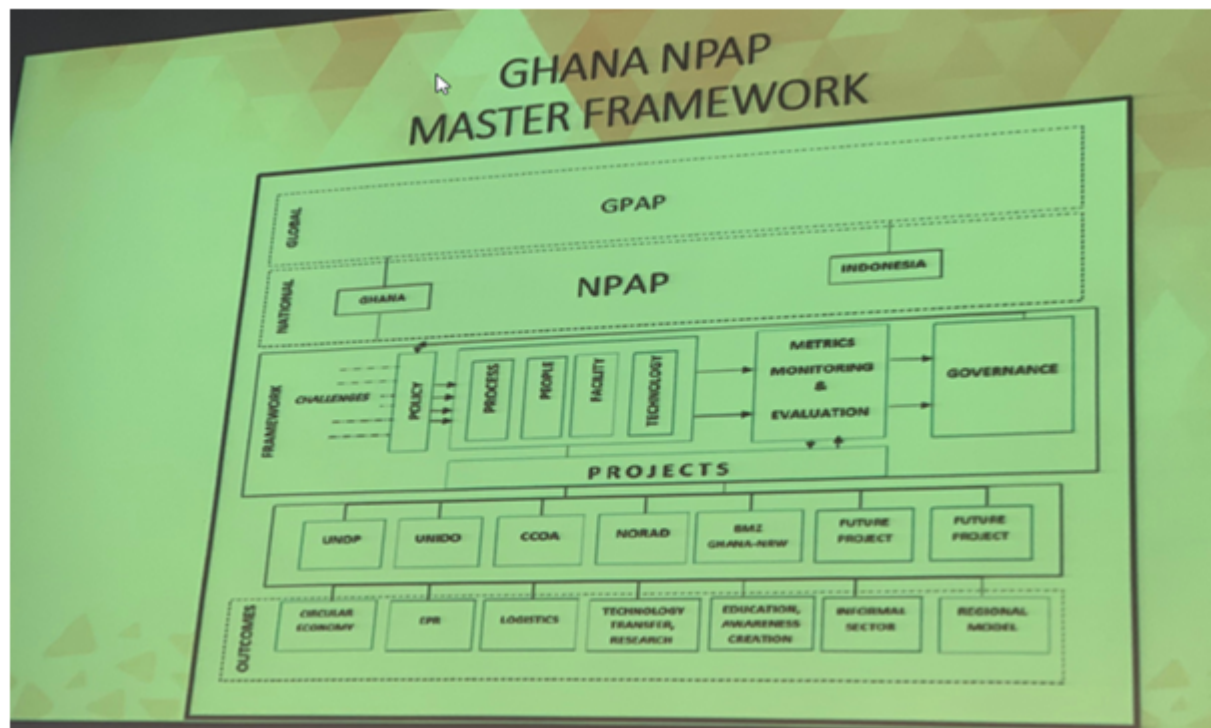 GHANA NPAP
MASTER FRAMEWORK
GLOBAL
GPAP
NATIONAL
GHANA
NPAP
INDONESIA
FRAMEWORK
CHALLENGES
POLICY
PROCESS
PEOPLE
FACILITY
TECHNOLOGY
METRICS
MONITORING
&
EVALUATION
GOVERNANCE
PROJECTS
UNDP
UNIDO
CCOA
NORAD
BMZ
GHANA-NRW
FUTURE
PROJECT
FUTURE
PROJECT
OUTCOMES
CIRCULAR
ECONOMY
EPR
LOGISTICS
TECHNOLOGY
TRANSFER,
RESEARCH
EDUCATION,
AWARENESS
CREATION
INFORMAL
SECTOR
REGIONAL
MODEL